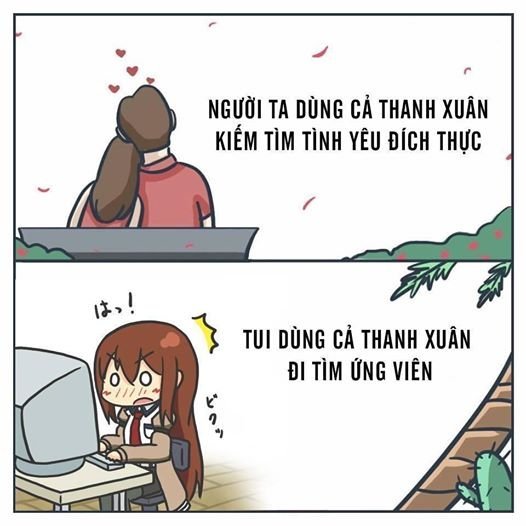 NGƯỜI TA DÙNG CẢ THANH XUÂN
KIẾM TÌM TÌNH YÊU ĐÍCH THỰC
はっ!
TUI DÙNG CẢ THANH XUÂN
ĐI TÌM ỨNG VIÊN
ビクッ